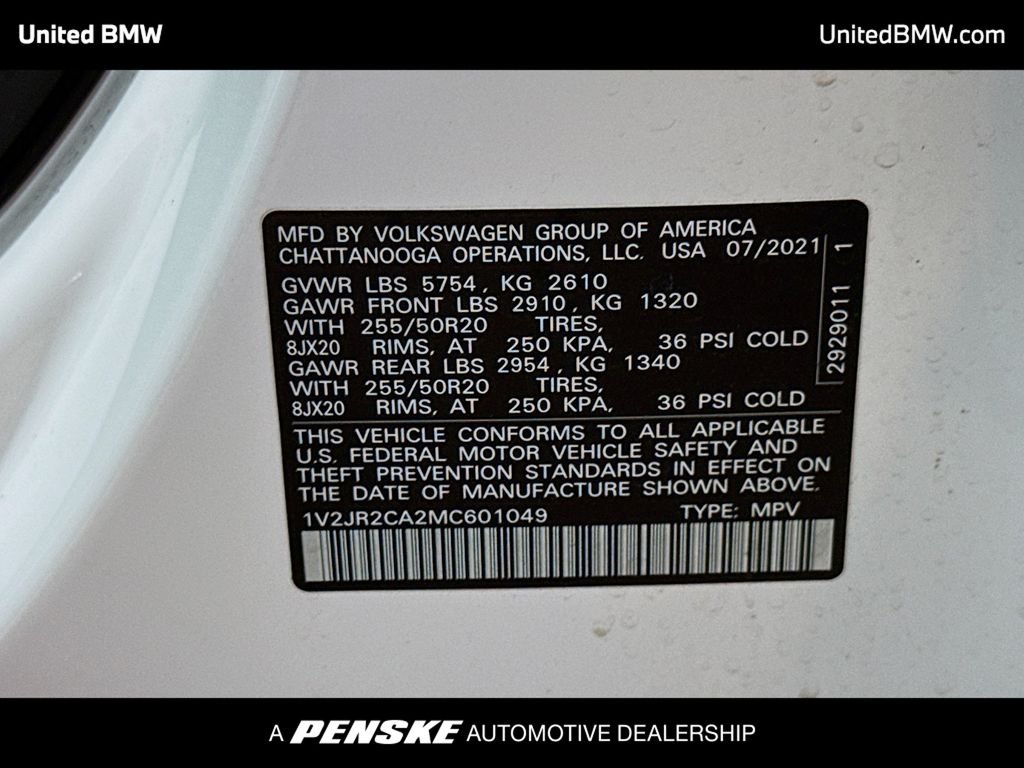 United BMW
UnitedBMW.com
MFD BY VOLKSWAGEN GROUP OF AMERICA
CHATTANOOGA OPERATIONS, LLC. USA 07/2021
GVWR LBS 5754, KG 2610
GAWR FRONT LBS 2910, KG 1320
WITH 255/50R20 TIRES,
8JX20 RIMS, AT 250 KPA, 36 PSI COLD
GAWR REAR LBS 2954, KG 1340
WITH 255/50R20 TIRES,
8JX20 RIMS, AT 250 KPA, 36 PSI COLD
2929011 1
THIS VEHICLE CONFORMS TO ALL APPLICABLE
U.S. FEDERAL MOTOR VEHICLE SAFETY AND
THEFT PREVENTION STANDARDS IN EFFECT ON
THE DATE OF MANUFACTURE SHOWN ABOVE.
1V2JR2CA2MC601049 TYPE: MPV
A PENSKE AUTOMOTIVE DEALERSHIP